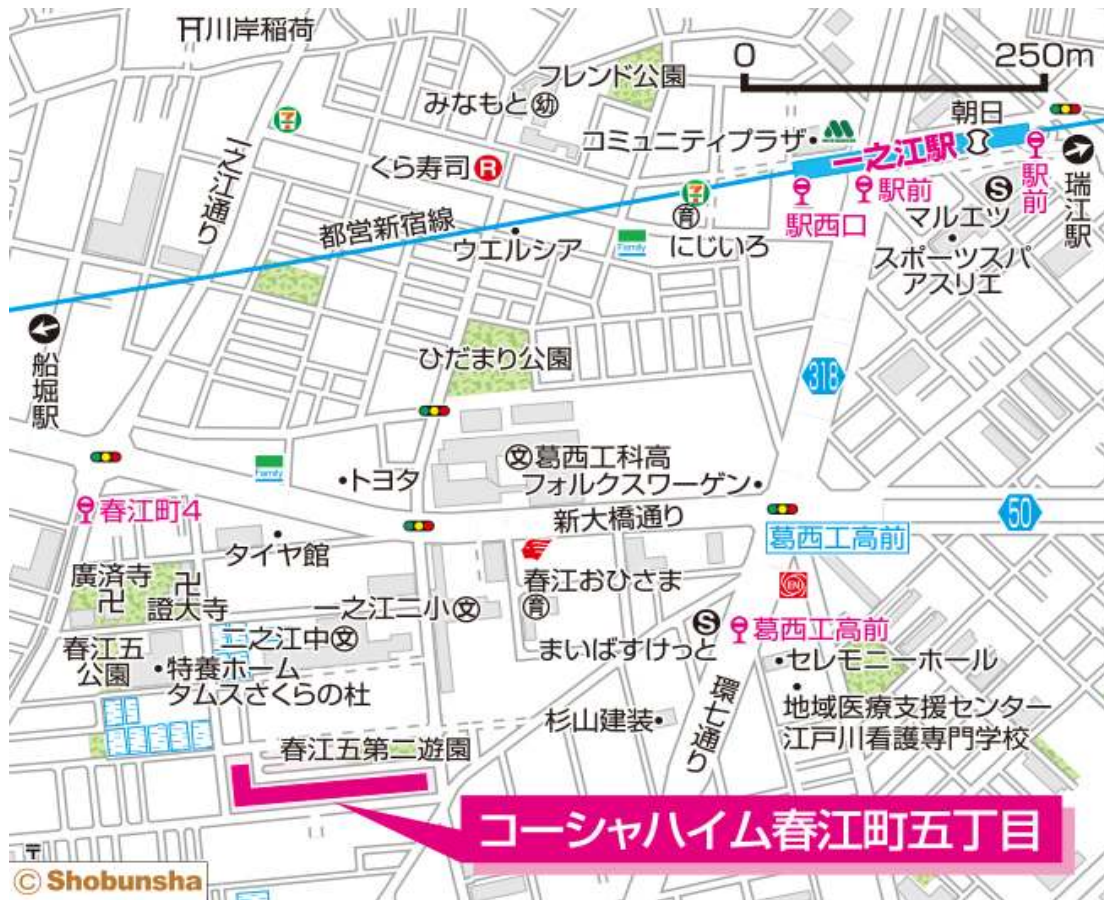 川岸稲荷
0
250m
フレンド公園
みなもと
幼
朝日
コミュニティプラザ
一之江駅
一之江通り
くら寿司
R
駅前
駅前
瑞江駅
S
育
駅西口
マルエツ
都営新宿線
ウエルシア
Family
にじいろ
スポーツスパ
アスリエ
船堀駅
ひだまり公園
318
文
葛西工科高
Family
トヨタ
フォルクスワーゲン
春江町4
新大橋通り
50
葛西工高前
タイヤ館
廣済寺
證大寺
春江おひさま
育
EN
一之江二小
文
S
葛西工高前
一之江中
文
春江五
公園
特養ホーム
タムスさくらの杜
まいばすけっと
セレモニーホール
環七通り
地域医療支援センター
江戸川看護専門学校
杉山建装
春江五第二遊園
コーシャハイム春江町五丁目
〒
© Shobunsha